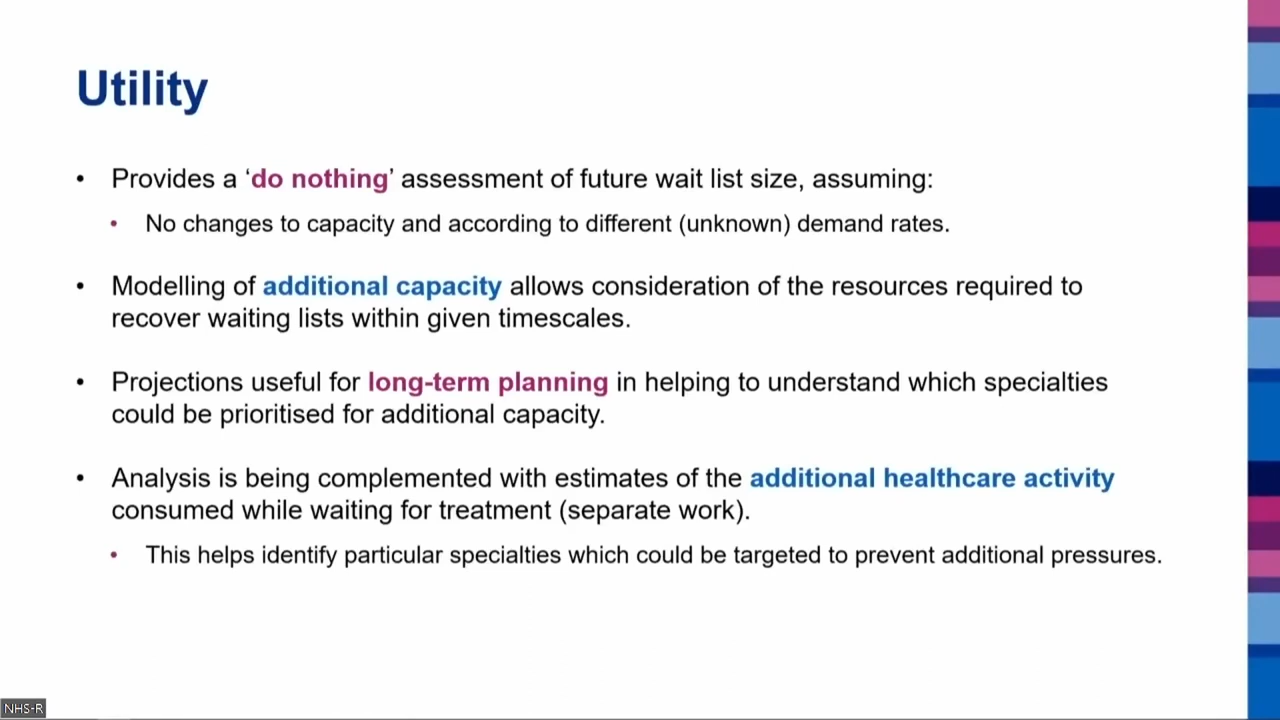 Utility
• Provides a ‘do nothing’ assessment of future wait list size, assuming:
• No changes to capacity and according to different (unknown) demand rates.
• Modelling of additional capacity allows consideration of the resources required to
recover waiting lists within given timescales.
• Projections useful for long-term planning in helping to understand which specialties
could be prioritised for additional capacity.
• Analysis is being complemented with estimates of the additional healthcare activity
consumed while waiting for treatment (separate work).
• This helps identify particular specialties which could be targeted to prevent additional pressures.
NHS-R